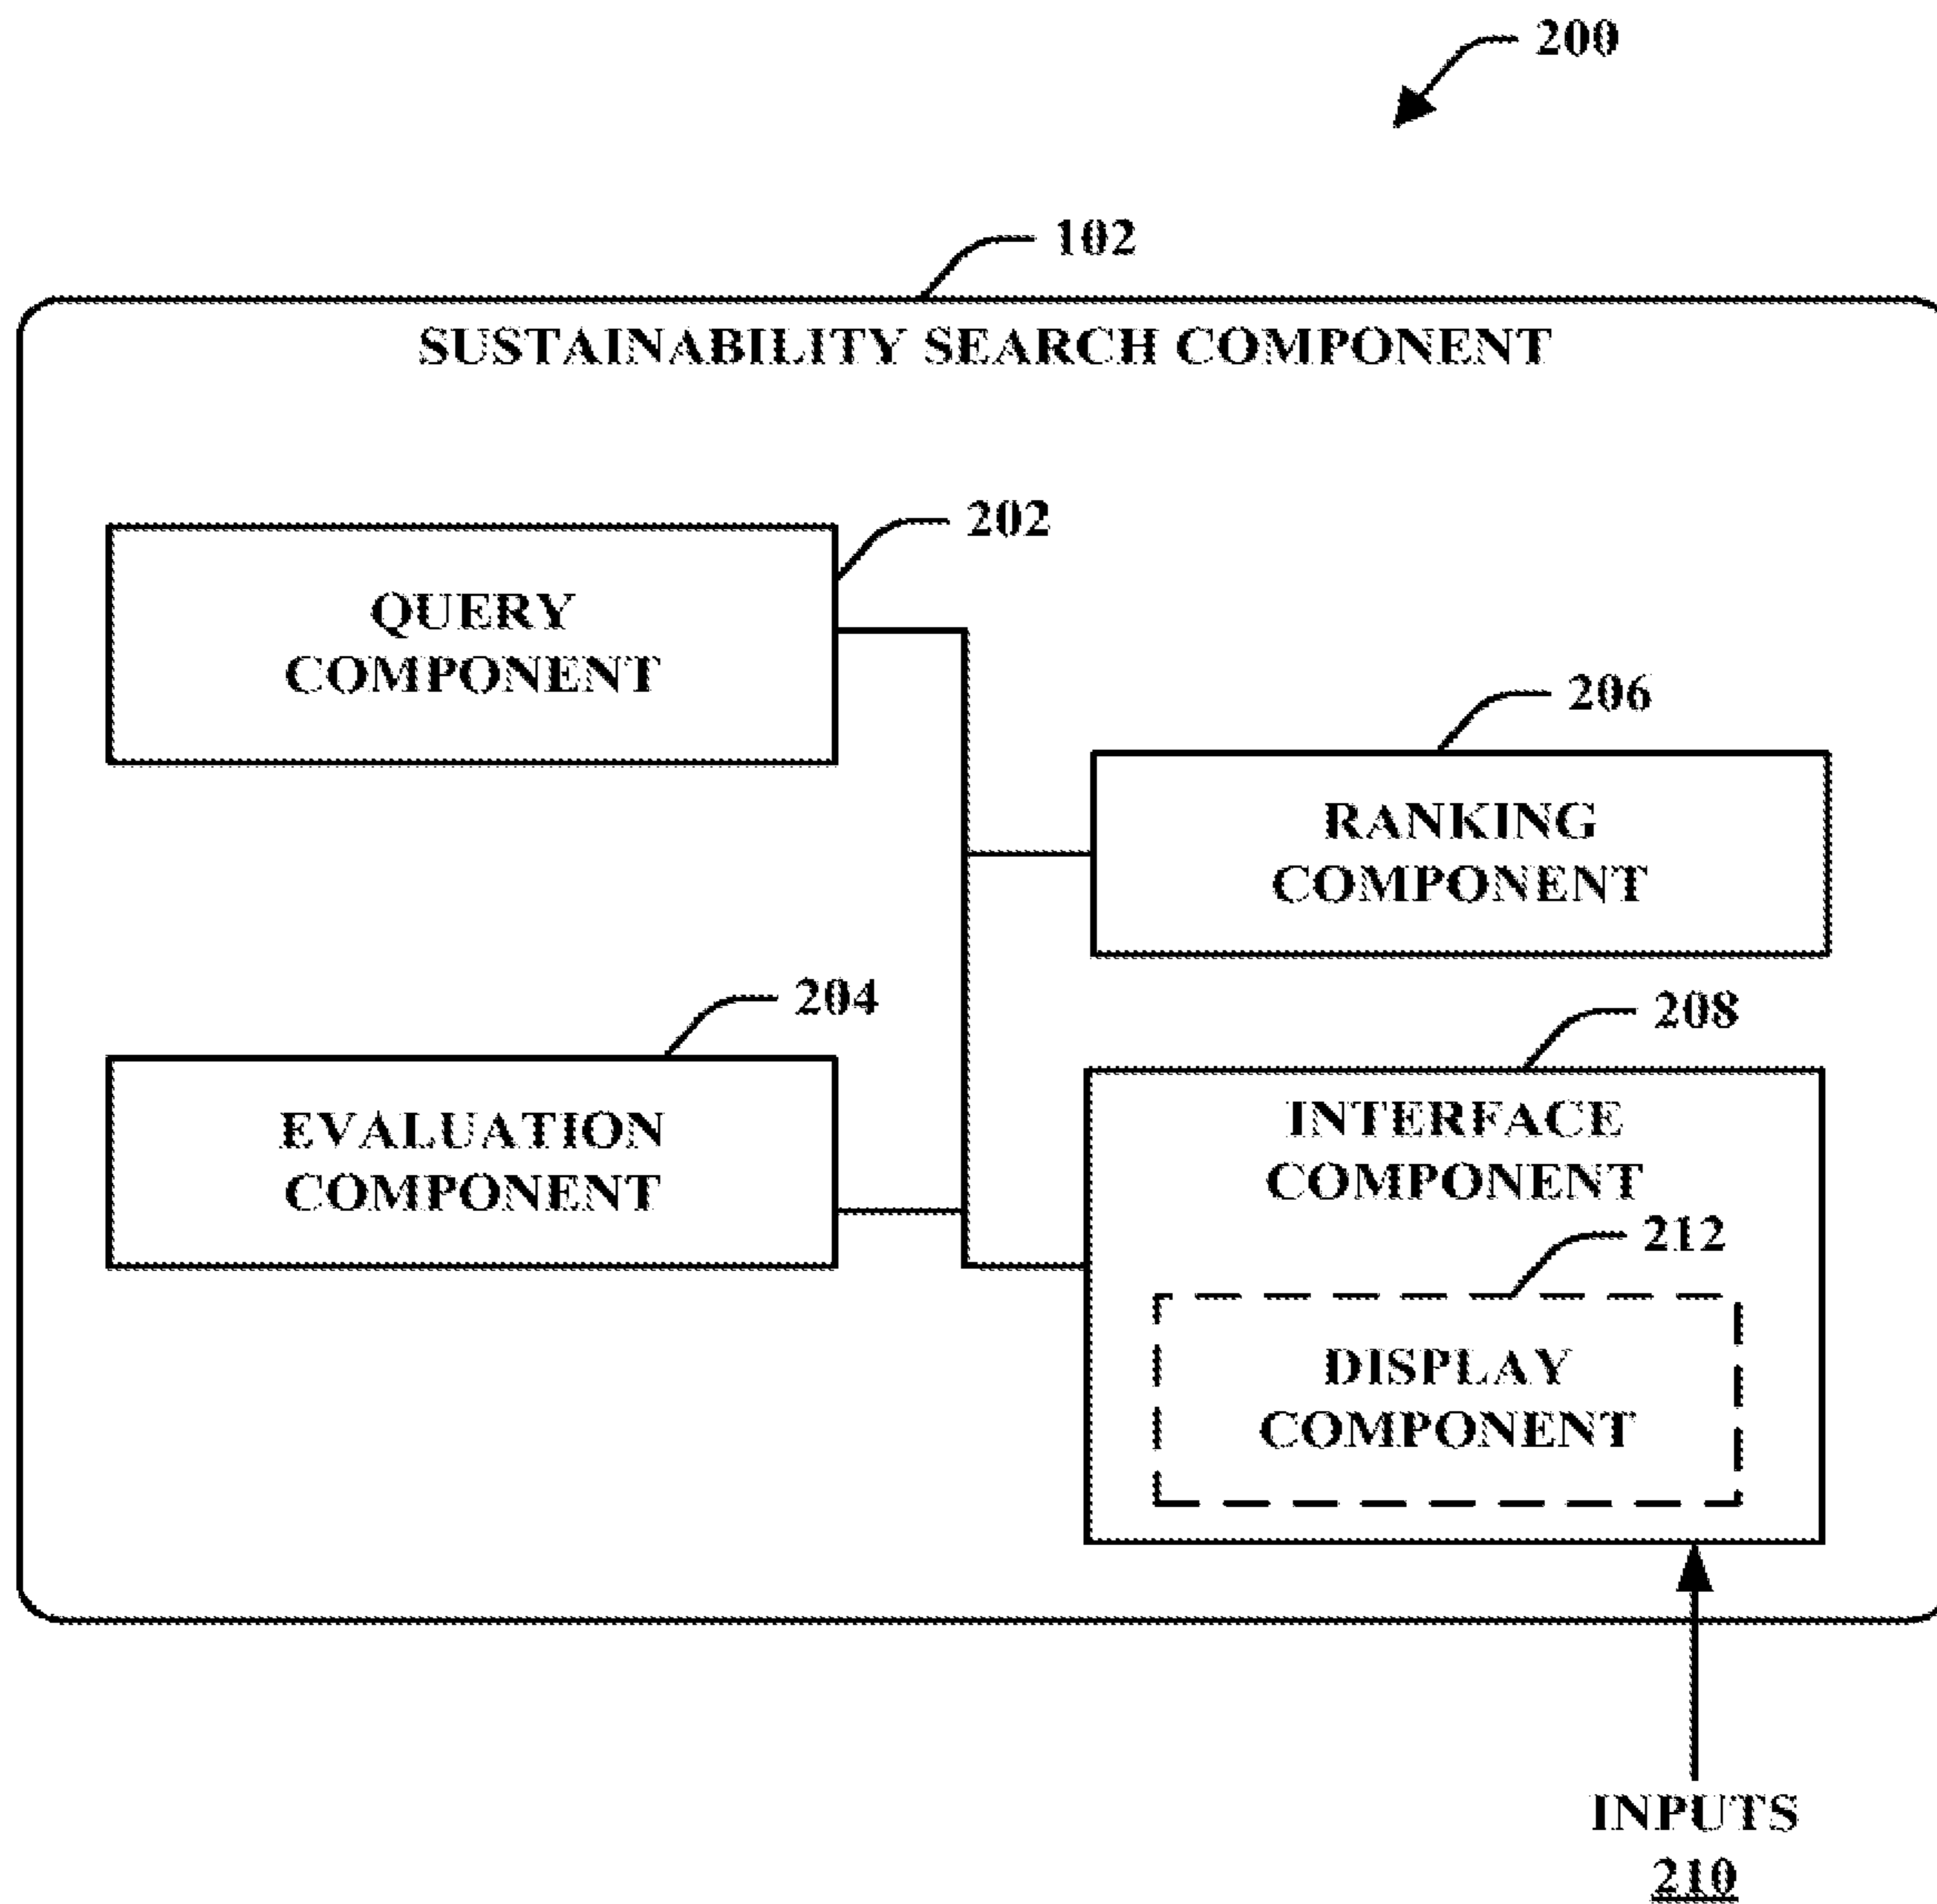 200
102
SUSTAINABILITY SEARCH COMPONENT
202
QUERY
COMPONENT
206
RANKING
COMPONENT
204
EVALUATION
COMPONENT
208
INTERFACE
COMPONENT
212
DISPLAY
COMPONENT
INPUTS
210